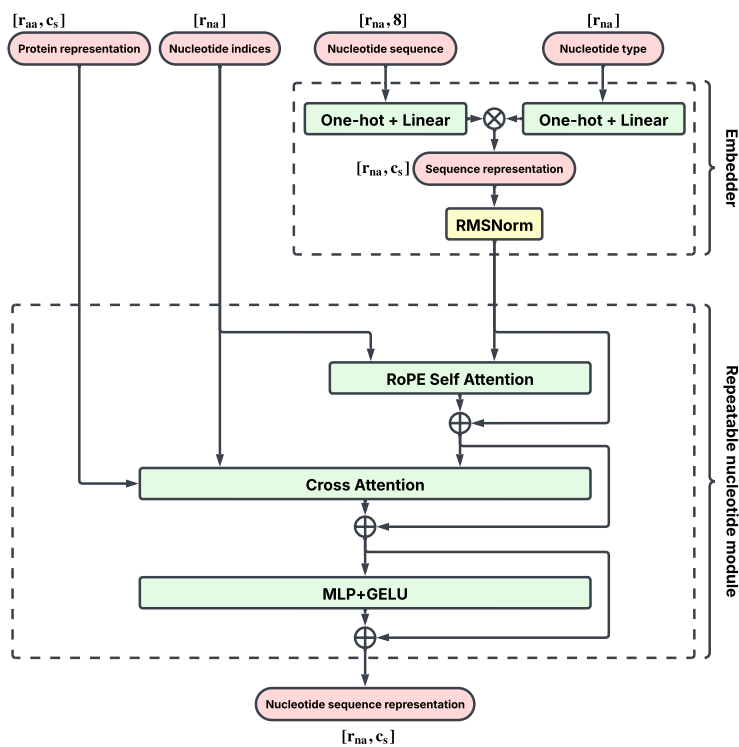 [r_aa, c_s]
[r_na]
[r_na, 8]
[r_na]
Protein representation
Nucleotide indices
Nucleotide sequence
Nucleotide type
One-hot + Linear
One-hot + Linear
[r_na, c_s]
Sequence representation
RMSNorm
Embedder
RoPE Self Attention
Cross Attention
MLP+GELU
Repeatable nucleotide module
Nucleotide sequence representation
[r_na, c_s]